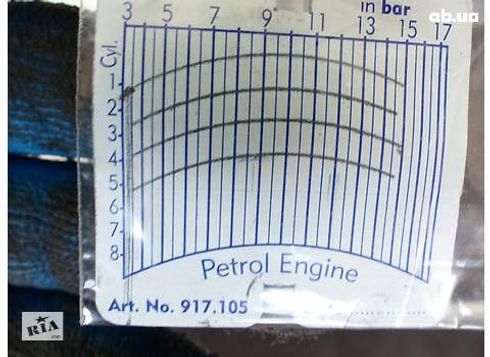 in bar
3 5 7 9 11 13 15 17
Cyl.
1
2
3
4
5
6
7
8
Petrol Engine
Art. No. 917.105
ab.ua
RIA
.com